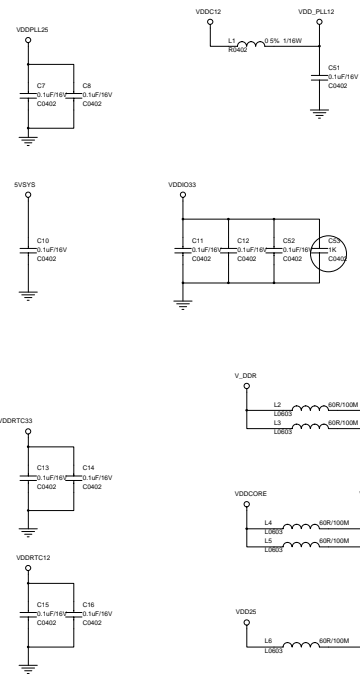 VDDC12
VDD_PLL12
VDDPLL25
L1
0.5% 1/16W
R0402
C7
0.1uF/16V
C0402
C8
0.1uF/16V
C0402
C51
0.1uF/16V
C0402
5VSYS
VDDIO33
C10
0.1uF/16V
C0402
C11
0.1uF/16V
C0402
C12
0.1uF/16V
C0402
C52
0.1uF/16V
C0402
C53
1K
C0402
V_DDR
L2
60R/100M
L0603
L3
60R/100M
L0603
VDDRTC33
C13
0.1uF/16V
C0402
C14
0.1uF/16V
C0402
VDDCORE
L4
60R/100M
L0603
L5
60R/100M
L0603
VDDRTC12
C15
0.1uF/16V
C0402
C16
0.1uF/16V
C0402
VDD25
L6
60R/100M
L0603